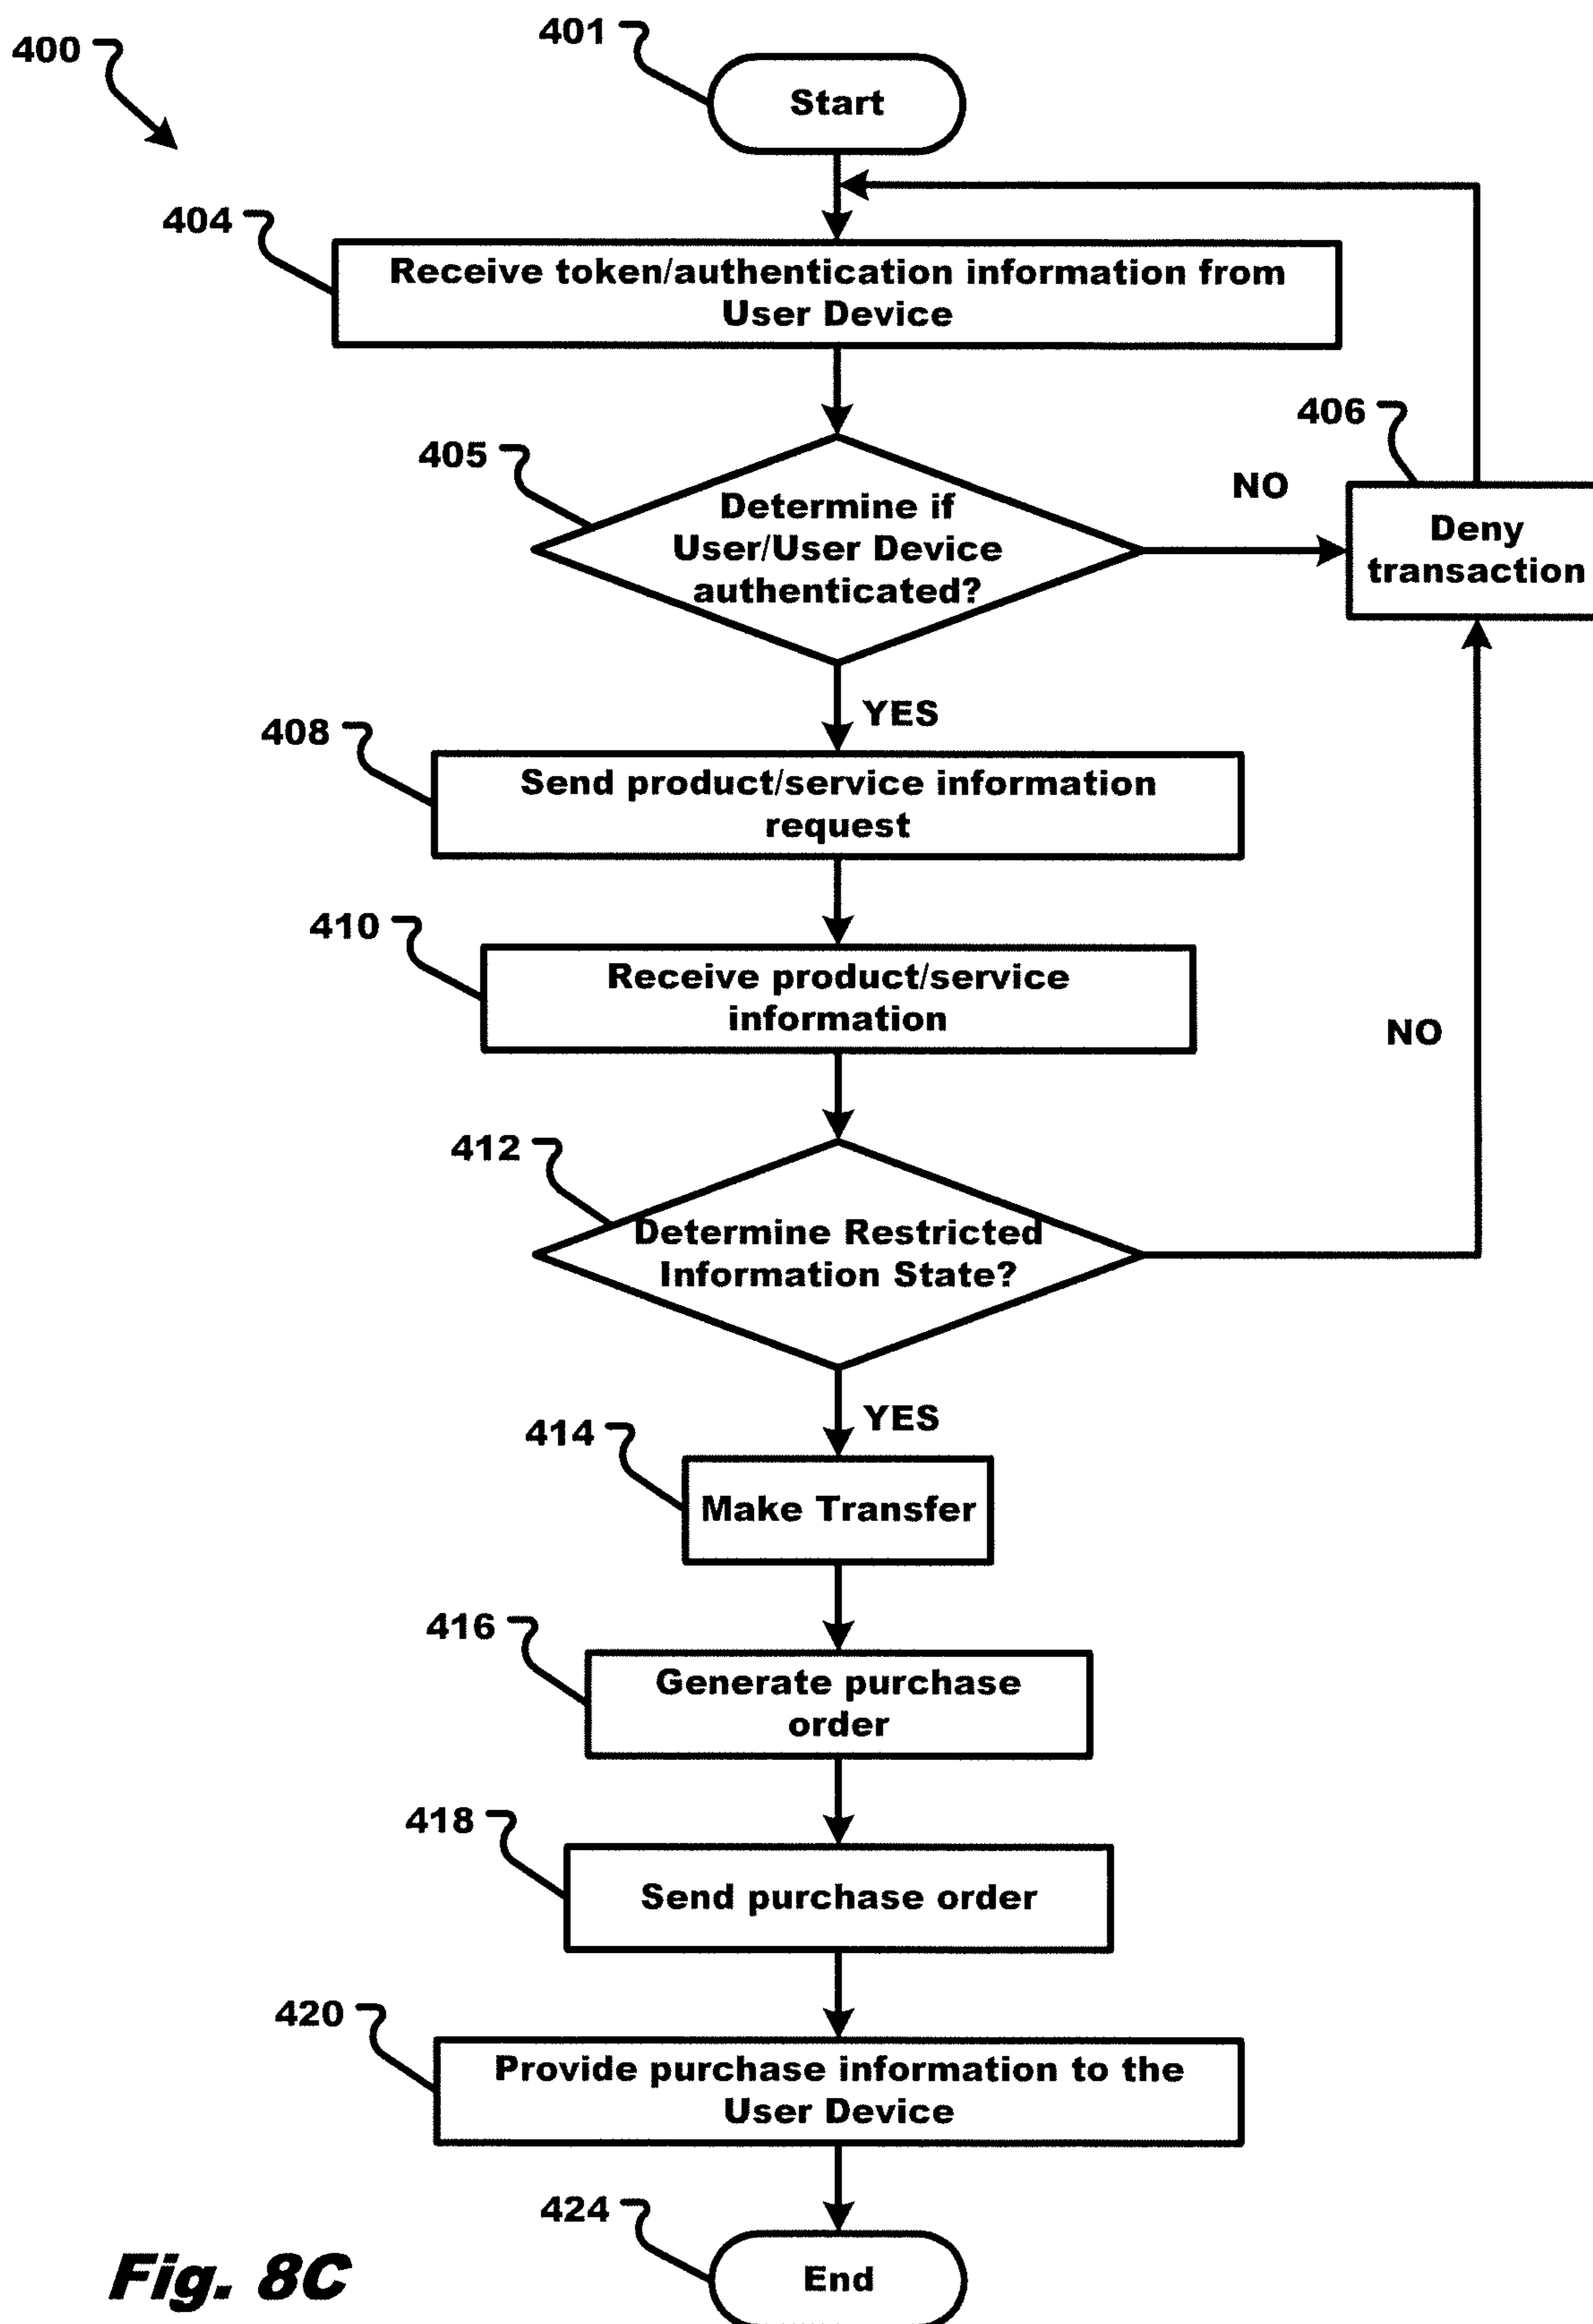 400
401
Start
404
Receive token/authentication information from
User Device
405
Determine if
User/User Device
authenticated?
NO
406
Deny
transaction
YES
408
Send product/service information
request
410
Receive product/service
information
NO
412
Determine Restricted
Information State?
YES
414
Make Transfer
416
Generate purchase
order
418
Send purchase order
420
Provide purchase information to the
User Device
424
End
Fig. 8C